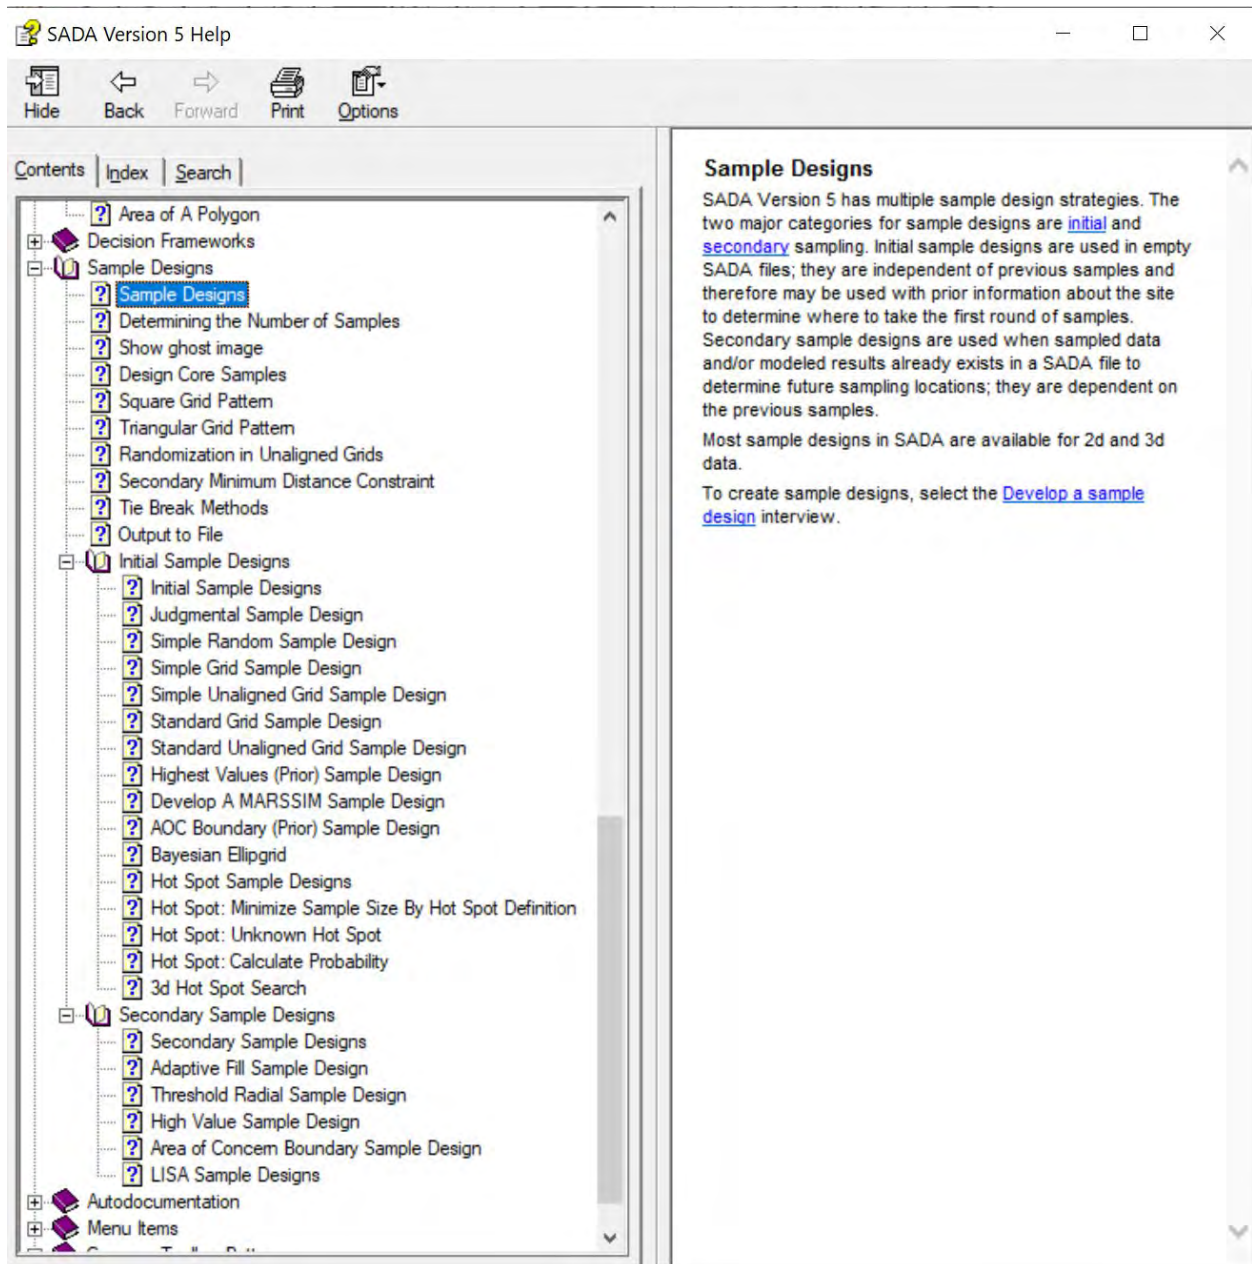 SADA Version 5 Help
Hide Back Forward Print Options
Contents Index Search
Area of A Polygon
Decision Frameworks
Sample Designs
Sample Designs
Determining the Number of Samples
Show ghost image
Design Core Samples
Square Grid Pattern
Triangular Grid Pattern
Randomization in Unaligned Grids
Secondary Minimum Distance Constraint
Tie Break Methods
Output to File
Initial Sample Designs
Initial Sample Designs
Judgmental Sample Design
Simple Random Sample Design
Simple Grid Sample Design
Simple Unaligned Grid Sample Design
Standard Grid Sample Design
Standard Unaligned Grid Sample Design
Highest Values (Prior) Sample Design
Develop A MARSSIM Sample Design
AOC Boundary (Prior) Sample Design
Bayesian Ellipgrid
Hot Spot Sample Designs
Hot Spot: Minimize Sample Size By Hot Spot Definition
Hot Spot: Unknown Hot Spot
Hot Spot: Calculate Probability
3d Hot Spot Search
Secondary Sample Designs
Secondary Sample Designs
Adaptive Fill Sample Design
Threshold Radial Sample Design
High Value Sample Design
Area of Concern Boundary Sample Design
LISA Sample Designs
Autodocumentation
Menu Items
Sample Designs
SADA Version 5 has multiple sample design strategies. The
two major categories for sample designs are initial and
secondary sampling. Initial sample designs are used in empty
SADA files; they are independent of previous samples and
therefore may be used with prior information about the site
to determine where to take the first round of samples.
Secondary sample designs are used when sampled data
and/or modeled results already exists in a SADA file to
determine future sampling locations; they are dependent on
the previous samples.
Most sample designs in SADA are available for 2d and 3d
data.
To create sample designs, select the Develop a sample
design interview.